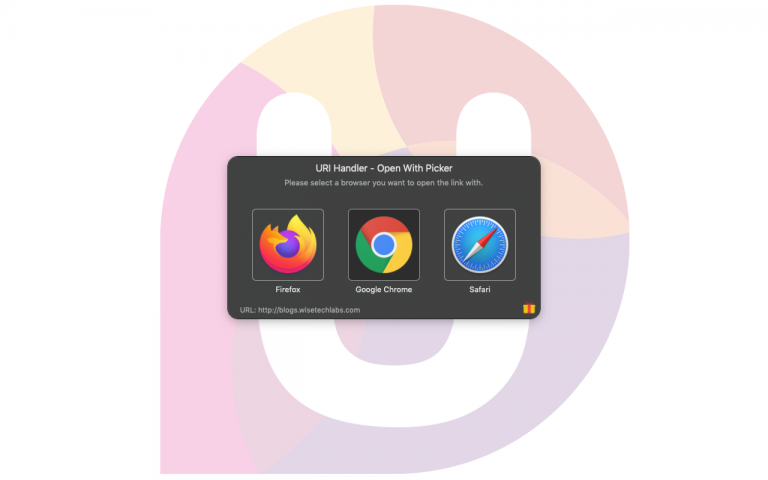 URI Handler - Open With Picker
Please select a browser you want to open the link with.
Firefox
Google Chrome
Safari
URL: http://blogs.wisetechlabs.com